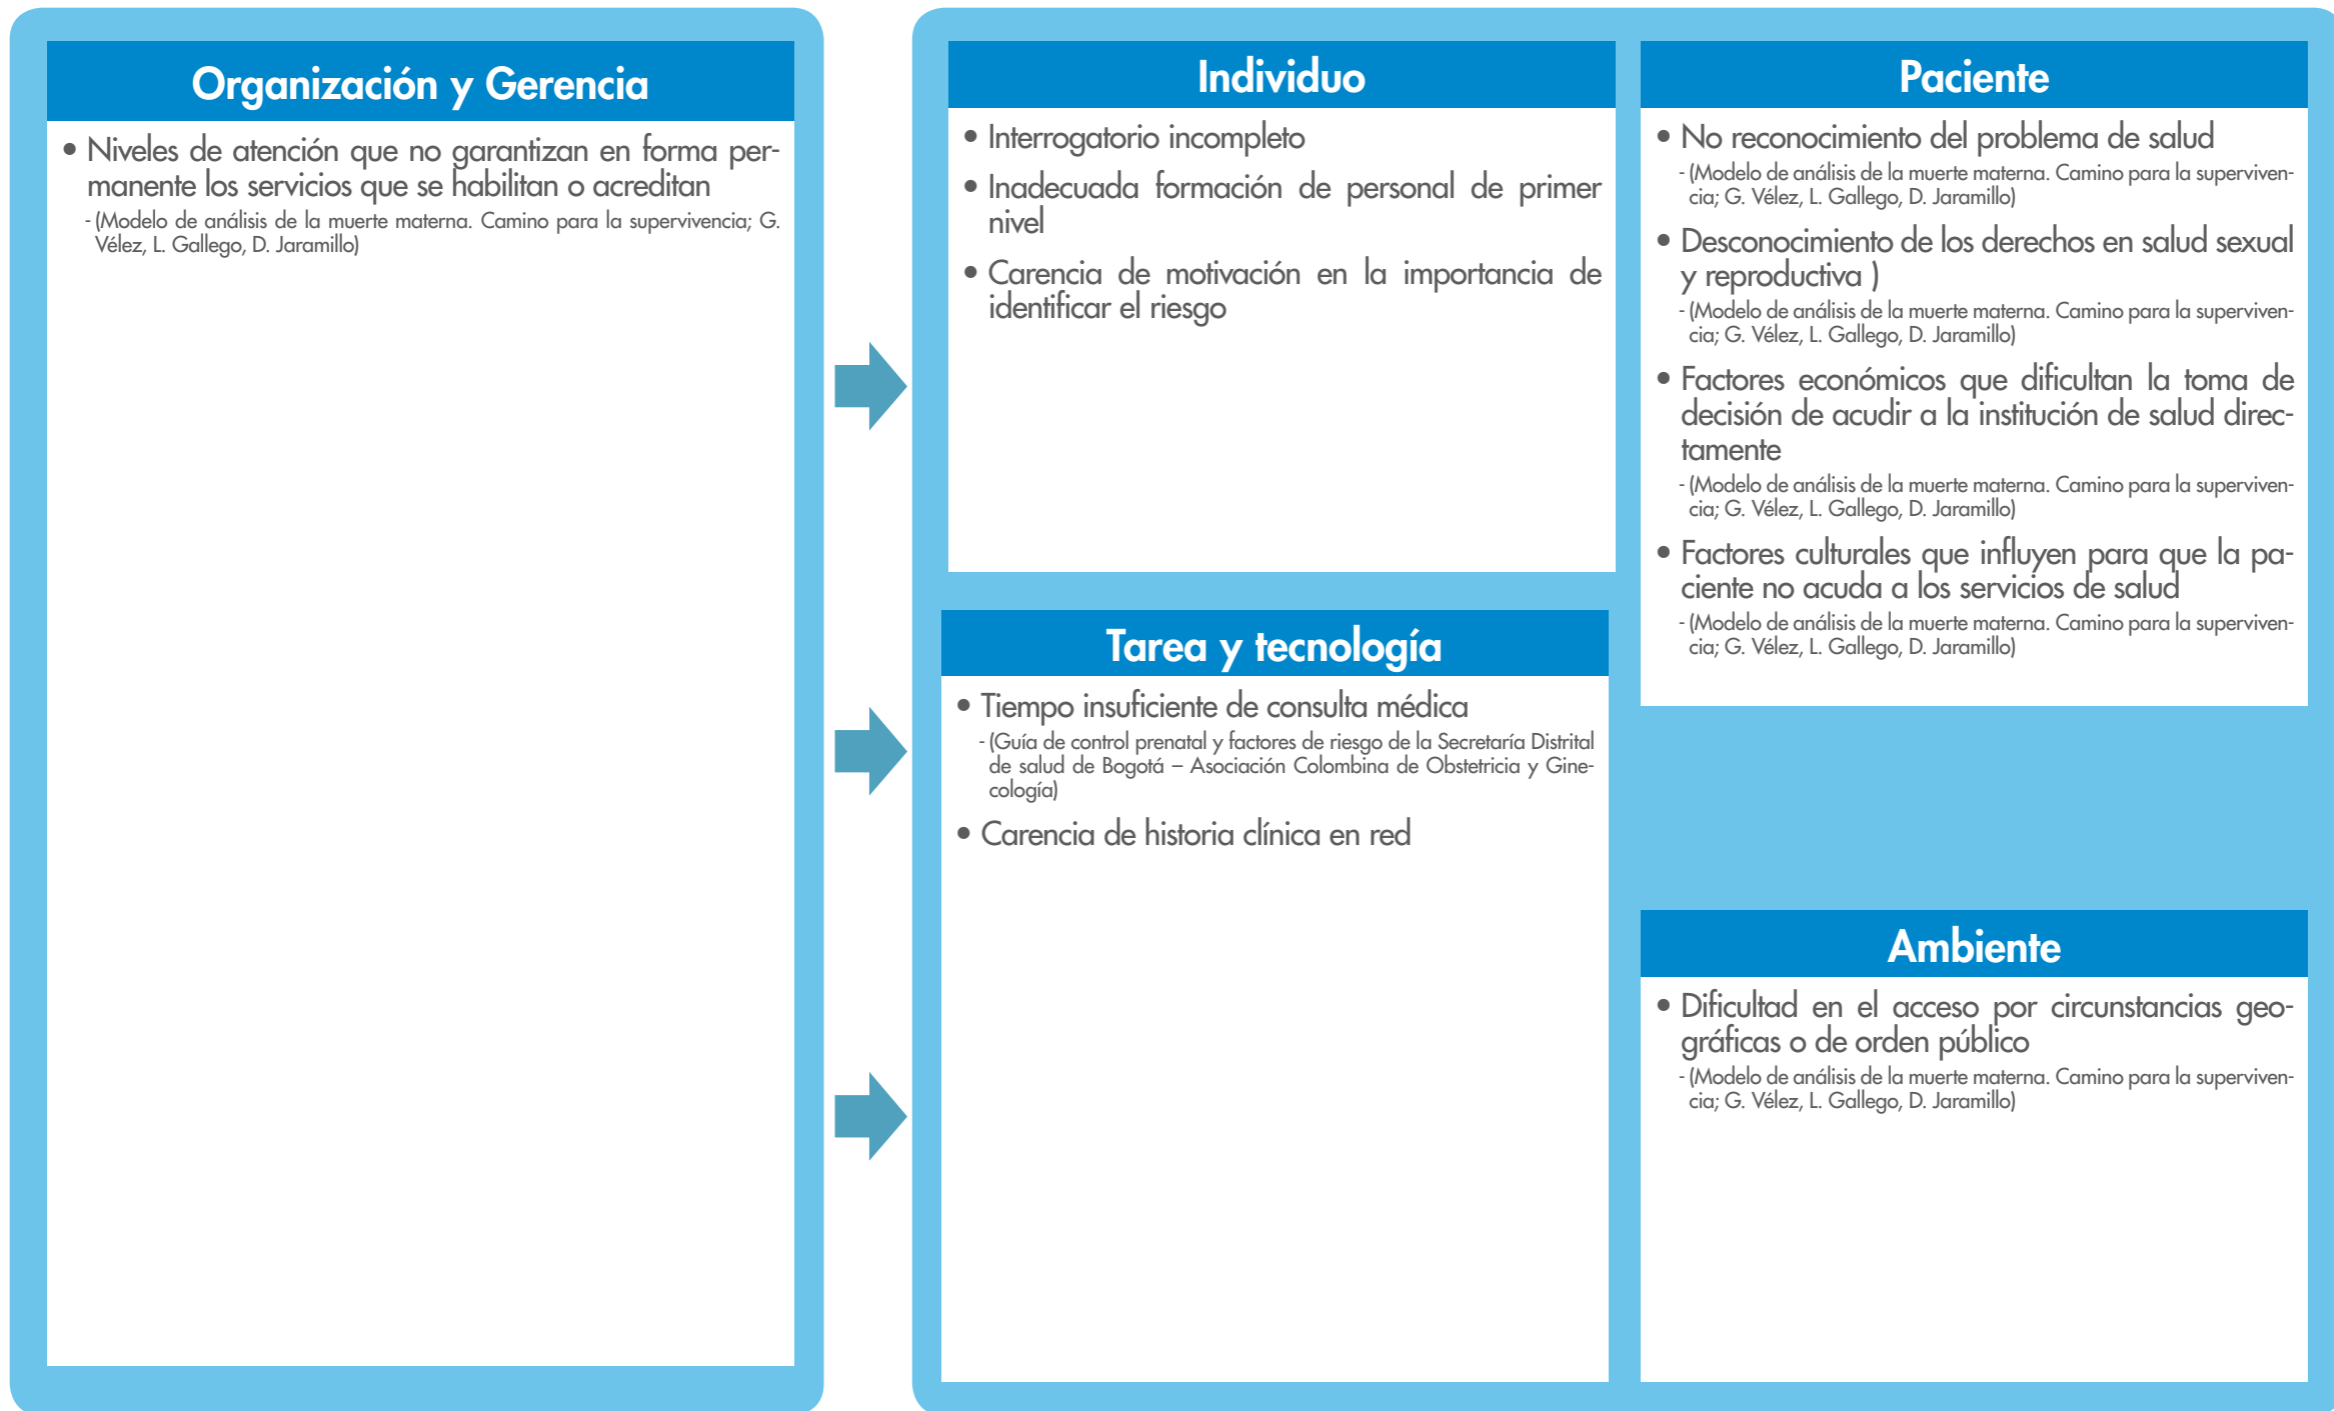 Organización y Gerencia
• Niveles de atención que no garantizan en forma per-
manente los servicios que se habilitan o acreditan
- (Modelo de análisis de la muerte materna. Camino para la supervivencia; G.
Vélez, L. Gallego, D. Jaramillo)
Individuo
• Interrogatorio incompleto
• Inadecuada formación de personal de primer
nivel
• Carencia de motivación en la importancia de
identificar el riesgo
Tarea y tecnología
• Tiempo insuficiente de consulta médica
- (Guía de control prenatal y factores de riesgo de la Secretaría Distrital
de salud de Bogotá – Asociación Colombina de Obstetricia y Gine-
cología)
• Carencia de historia clínica en red
Paciente
• No reconocimiento del problema de salud
- (Modelo de análisis de la muerte materna. Camino para la superviven-
cia; G. Vélez, L. Gallego, D. Jaramillo)
• Desconocimiento de los derechos en salud sexual
y reproductiva )
- (Modelo de análisis de la muerte materna. Camino para la superviven-
cia; G. Vélez, L. Gallego, D. Jaramillo)
• Factores económicos que dificultan la toma de
decisión de acudir a la institución de salud direc-
tamente
- (Modelo de análisis de la muerte materna. Camino para la superviven-
cia; G. Vélez, L. Gallego, D. Jaramillo)
• Factores culturales que influyen para que la pa-
ciente no acuda a los servicios de salud
- (Modelo de análisis de la muerte materna. Camino para la superviven-
cia; G. Vélez, L. Gallego, D. Jaramillo)
Ambiente
• Dificultad en el acceso por circunstancias geo-
gráficas o de orden público
- (Modelo de análisis de la muerte materna. Camino para la superviven-
cia; G. Vélez, L. Gallego, D. Jaramillo)